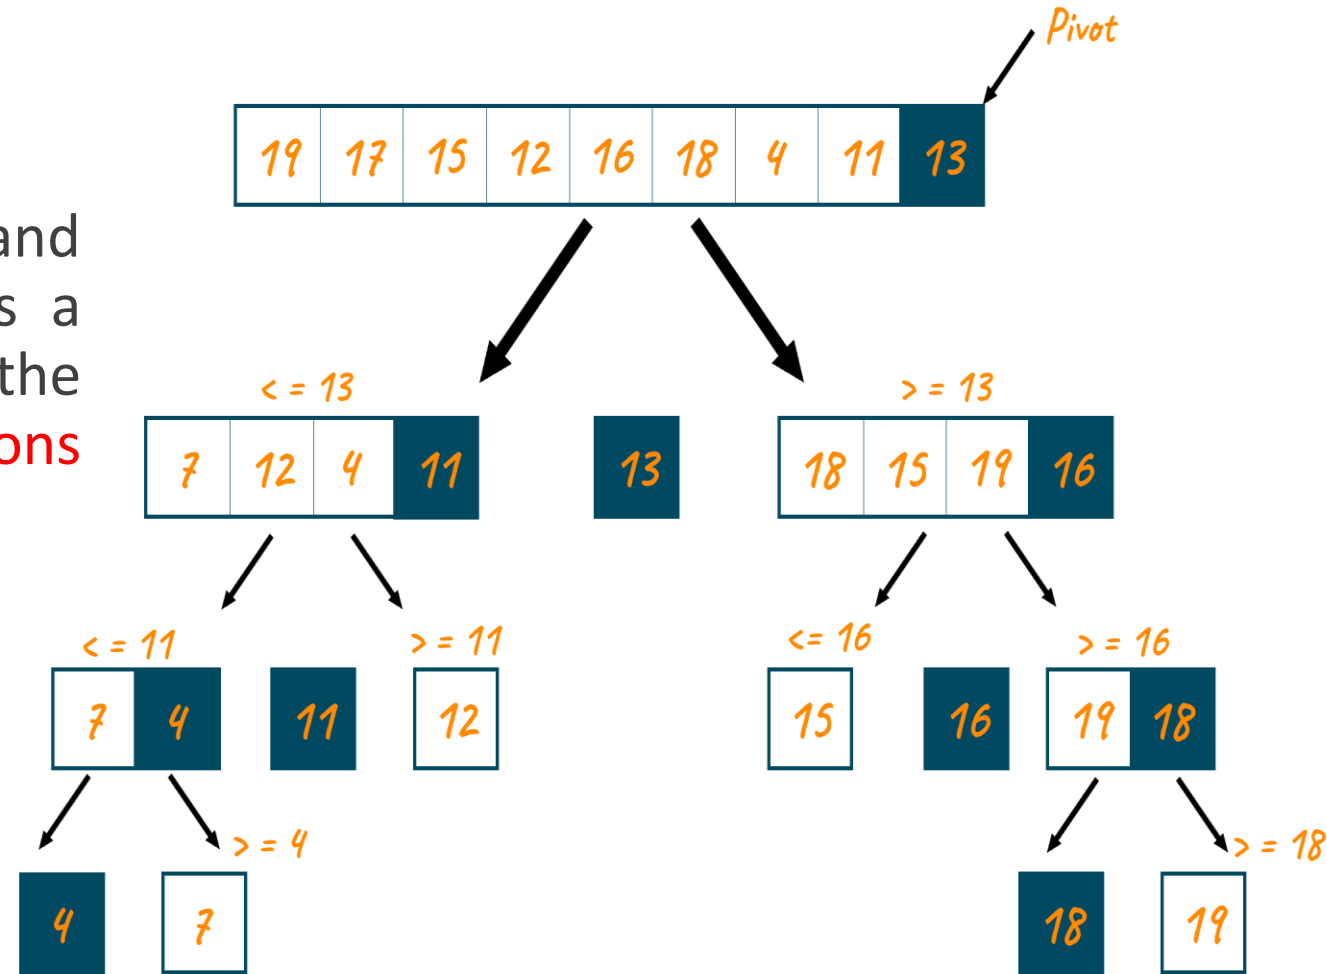 Pivot
19 17 15 12 16 18 4 11 13
and
s a
the
ons
< = 13
> = 13
7 12 4 11
13
18 15 19 16
< = 11
> = 11
<= 16
> = 16
7 4
11
12
15
16
19 18
> = 4
> = 18
4
7
18
19